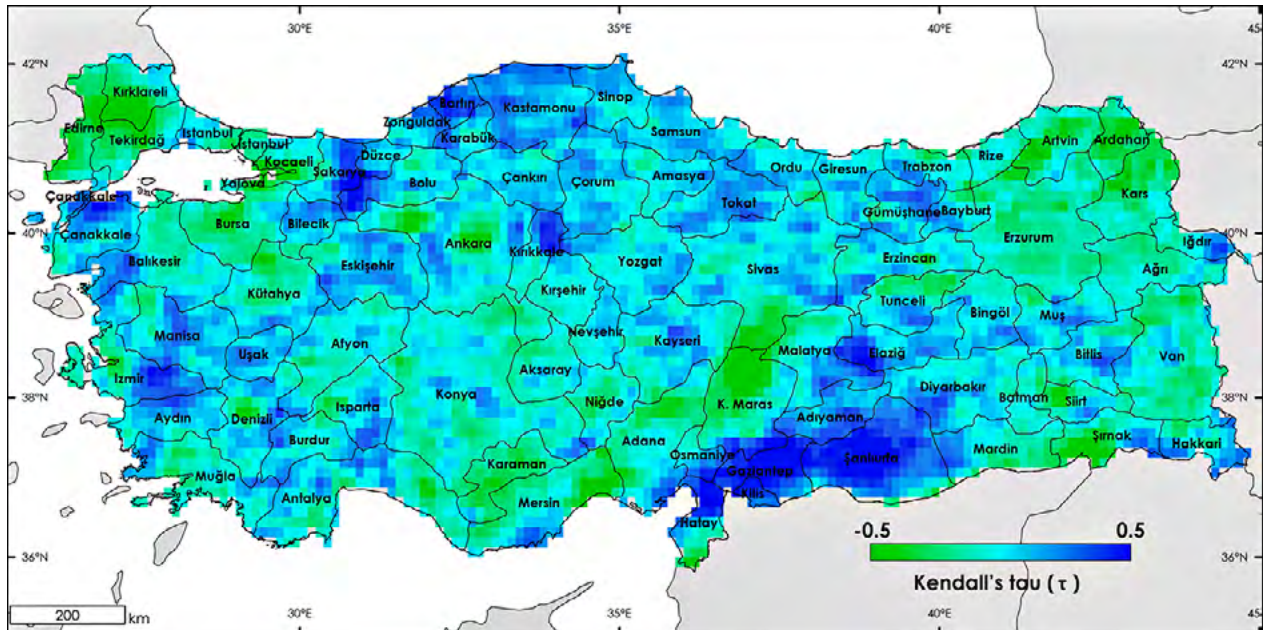 30°E 35°E 40°E 45
42°N 42°N
Kırklareli
Edirne
Tekirdağ
İstanbul
İstanbul
Kocaeli
Yalova
Sakarya
Düzce
Zonguldak
Bartın
Karabük
Kastamonu
Sinop
Samsun
Bolu
Çankırı
Çorum
Amasya
Tokat
Ordu
Giresun
Trabzon
Rize
Artvin
Ardahan
Kars
Gümüşhane
Bayburt
Çanakkale
Çanakkale
40°N 40°N
Bursa
Bilecik
Ankara
Kırıkkale
Erzurum
Iğdır
Balıkesir
Eskişehir
Yozgat
Sivas
Erzincan
Ağrı
Kütahya
Kırşehir
Tunceli
Bingöl
Muş
Manisa
Uşak
Afyon
Nevşehir
Kayseri
Malatya
Elazığ
Bitlis
Van
İzmir
Aksaray
Diyarbakır
38°N 38°N
Aydın
Denizli
Isparta
Konya
Niğde
K. Maras
Adıyaman
Batman
Siirt
Burdur
Adana
Osmaniye
Gaziantep
Şanlıurfa
Mardin
Şırnak
Hakkari
Muğla
Antalya
Karaman
Mersin
Kilis
Hatay
-0.5 0.5
Kendall's tau ( τ )
36°N 36°N
200 km
30°E 35°E 40°E 45